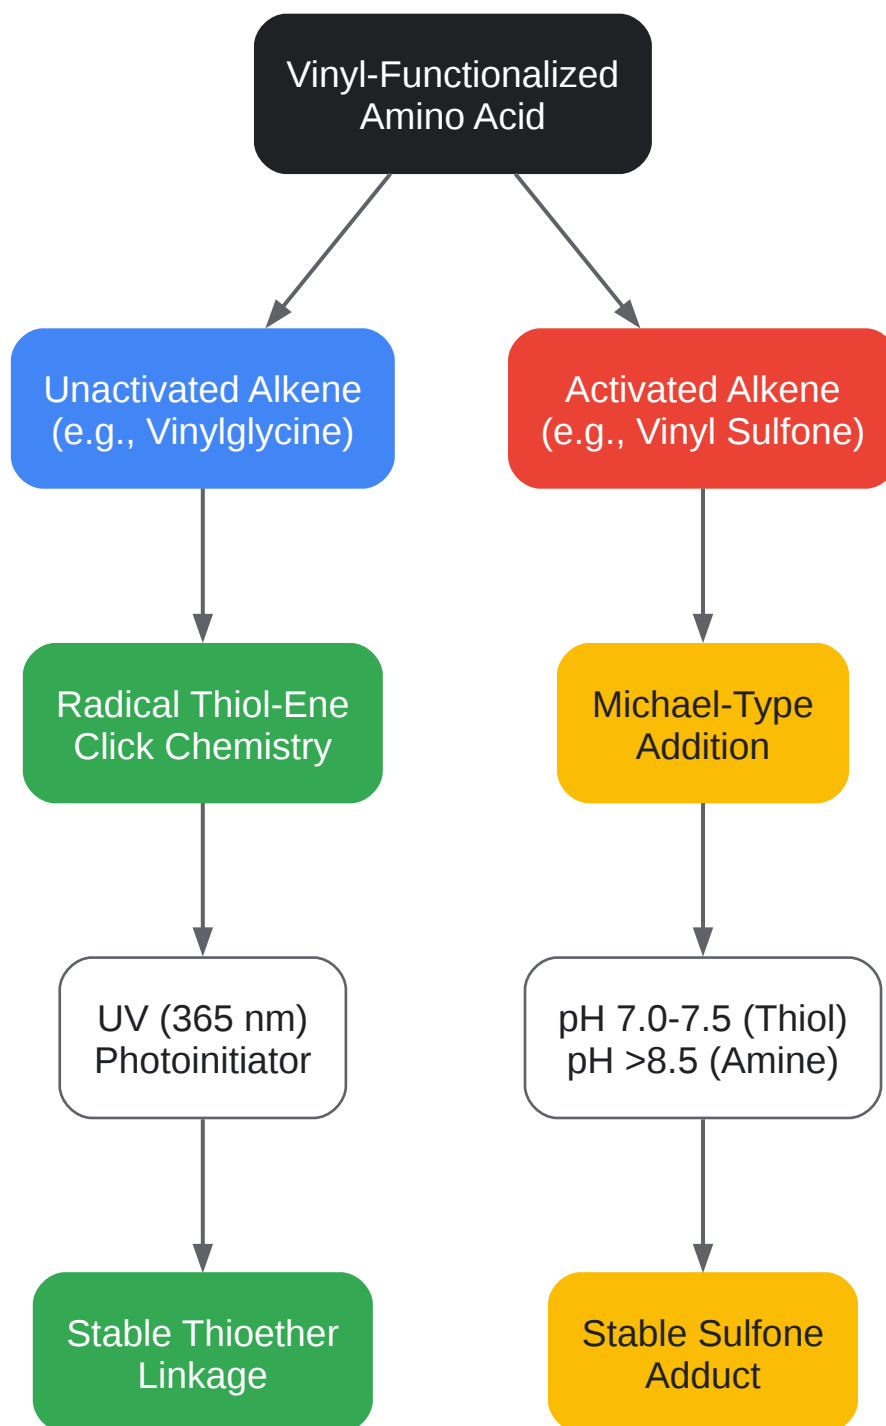 Vinyl-Functionalized
Amino Acid
Unactivated Alkene
(e.g., Vinylglycine)
Activated Alkene
(e.g., Vinyl Sulfone)
Radical Thiol-Ene
Click Chemistry
Michael-Type
Addition
UV (365 nm)
Photoinitiator
pH 7.0-7.5 (Thiol)
pH >8.5 (Amine)
Stable Thioether
Linkage
Stable Sulfone
Adduct